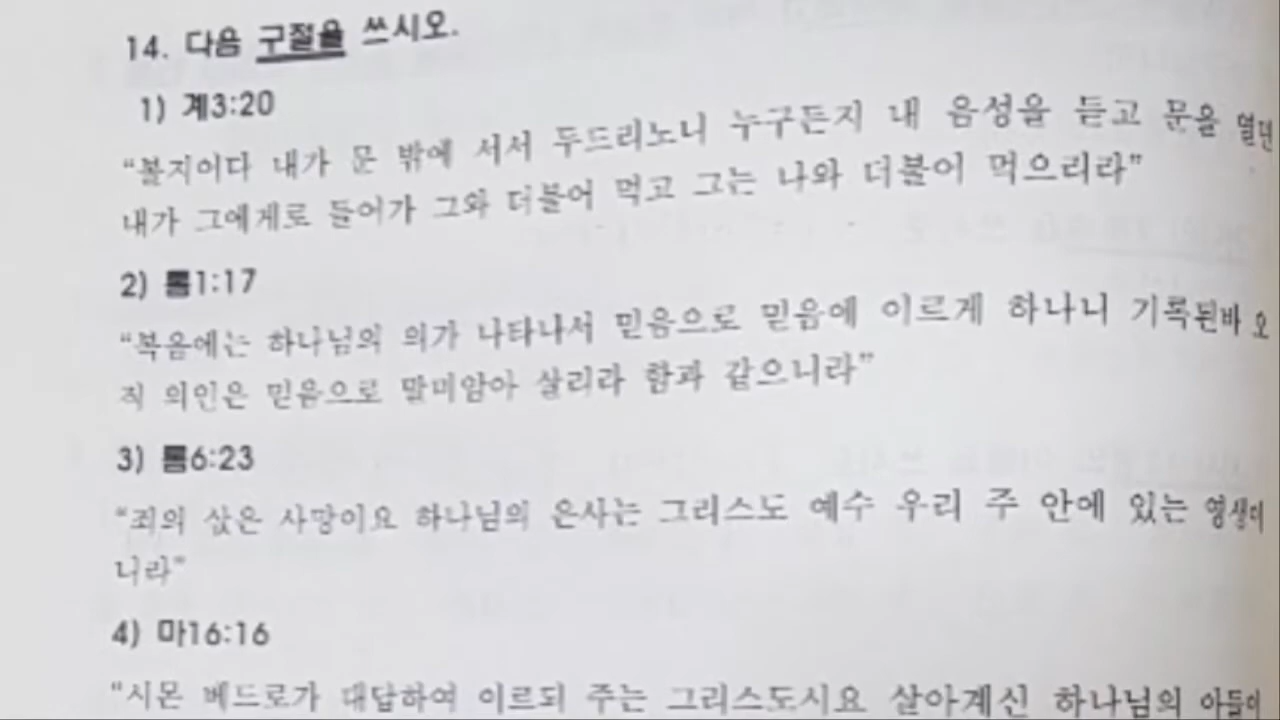 14. 다음 구절을 쓰시오.
1) 계3:20
“볼지어다 내가 문 밖에 서서 두드리노니 누구든지 내 음성을 듣고 문을 열면
내가 그에게로 들어가 그와 더불어 먹고 그는 나와 더불어 먹으리라”
2) 롬1:17
“복음에는 하나님의 의가 나타나서 믿음으로 믿음에 이르게 하나니 기록된바 오
직 의인은 믿음으로 말미암아 살리라 함과 같으니라”
3) 롬6:23
“죄의 삯은 사망이요 하나님의 은사는 그리스도 예수 우리 주 안에 있는 영생이
니라”
4) 마16:16
“시몬 베드로가 대답하여 이르되 주는 그리스도시요 살아계신 하나님의 아들이